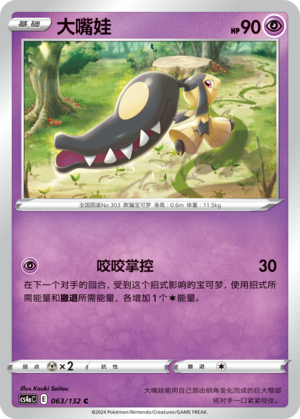 基础 大嘴娃 HP90
全国图鉴No.303 欺骗宝可梦 身高：0.6m 体重：11.5kg
咬咬掌控 30
在下一个对手的回合，受到这个招式影响的宝可梦，使用招式所
需能量和撤退所需能量，各增加1个能量。
弱点 ×2 抵抗力 撤退
Illus. Kouki Saitou
CS4aC E 063/132 C
大嘴娃能用自己那由钢角变化而成的巨大颚部
将对手一口紧紧咬住。
©2024 Pokémon/Nintendo/Creatures/GAME FREAK.